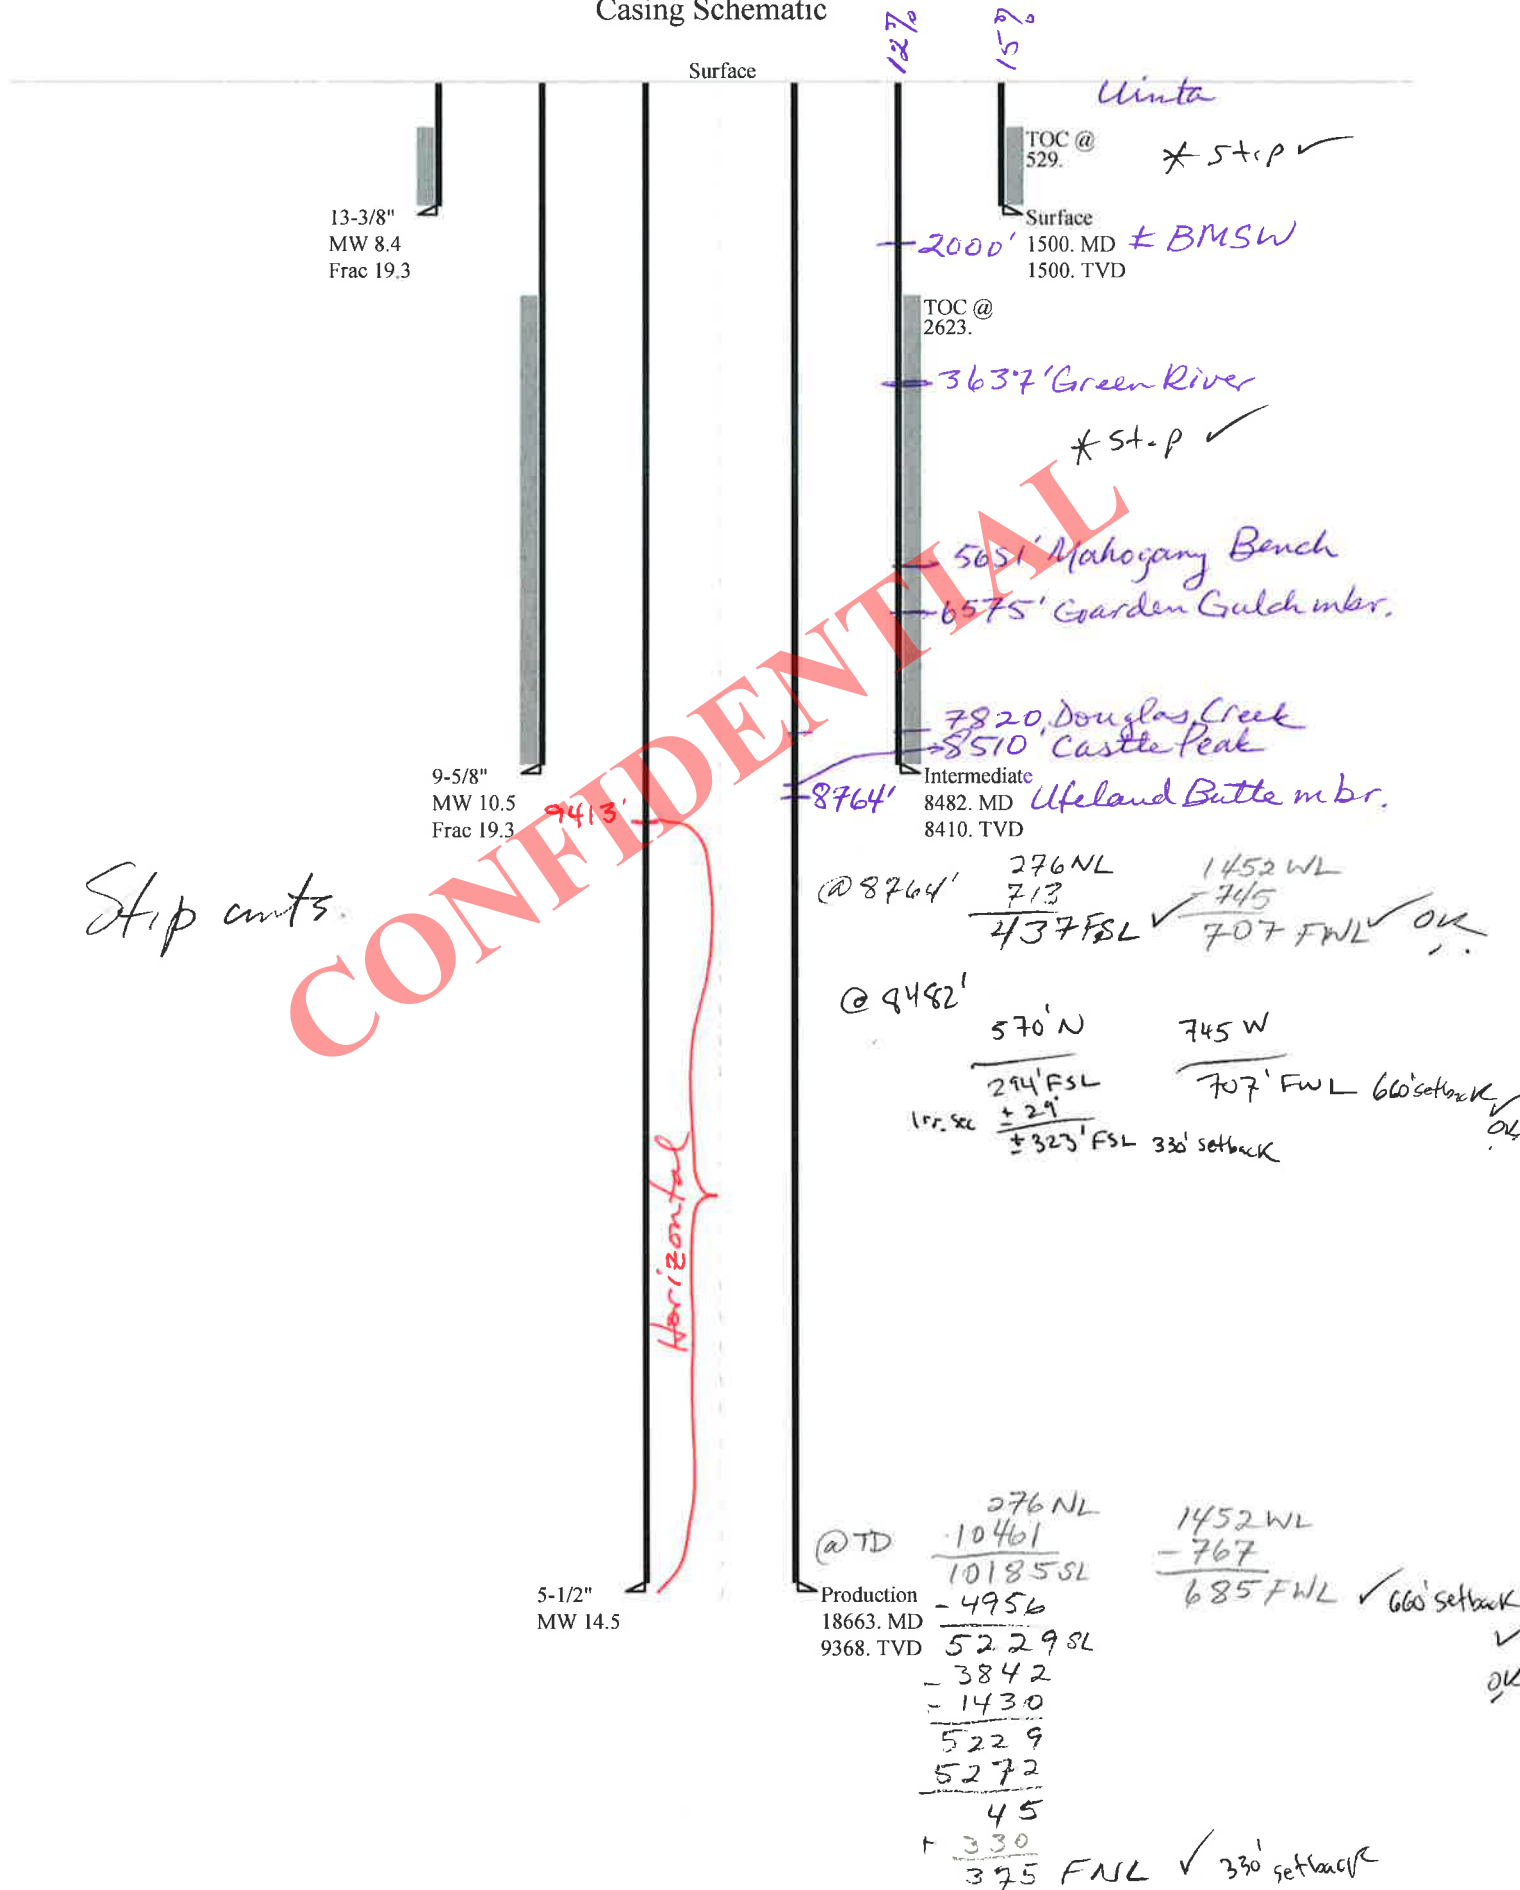 Casing Schematic
12%
15%
Surface
Uinta
TOC @
529.
* stip ✓
13-3/8"
MW 8.4
Frac 19.3
Surface
1500. MD
1500. TVD
2000'
± BMSW
TOC @
2623.
3637' Green River
* stip ✓
5651' Mahogany Bench
6575' Garden Gulch mbr.
7820' Douglas Creek
8510' Castle Peak
9-5/8"
MW 10.5
Frac 19.3
9413'
Intermediate
8482. MD
8410. TVD
8764' Uteland Butte mbr.
CONFIDENTIAL
Stip cmts.
@ 8764'
276 NL
713
437 FSL ✓
1452 WL
- 745
707 FWL ✓ OK
@ 8482'
570' N
294' FSL
Irr. sec ± 29'
± 323' FSL 330' setback
745 W
707' FWL 660' setback ✓
OK
Horizontal
@ TD
276 NL
10461
10185 SL
- 4956
5229 SL
- 3842
- 1430
5229
5272
45
+ 330
375 FNL ✓ 330' setback
1452 WL
- 767
685 FWL ✓ 660' setback
✓
OK
5-1/2"
MW 14.5
Production
18663. MD
9368. TVD